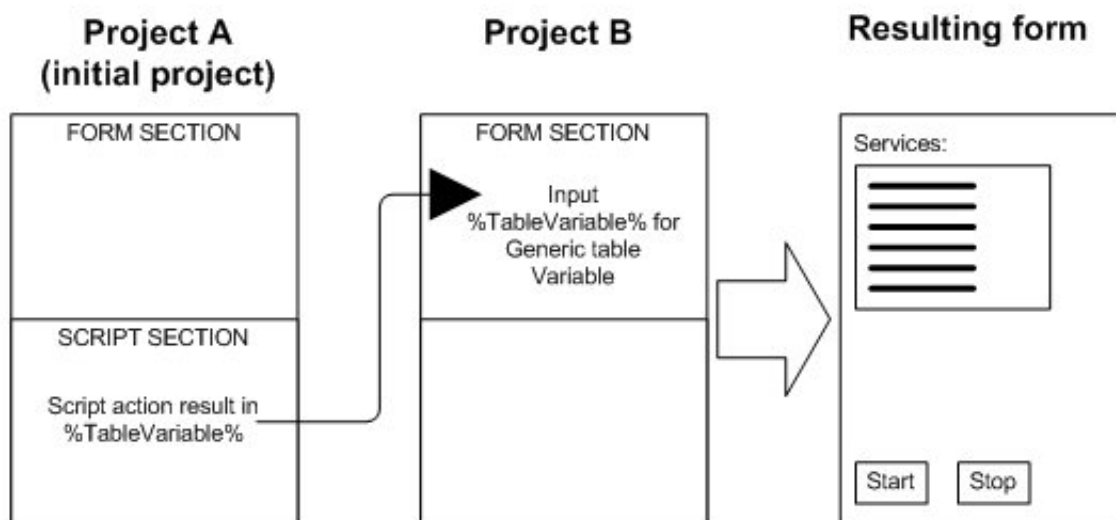 Project A
(initial project)
Project B
Resulting form
FORM SECTION
SCRIPT SECTION
Script action result in
%TableVariable%
FORM SECTION
Input
%TableVariable% for
Generic table
Variable
Services:
Start
Stop